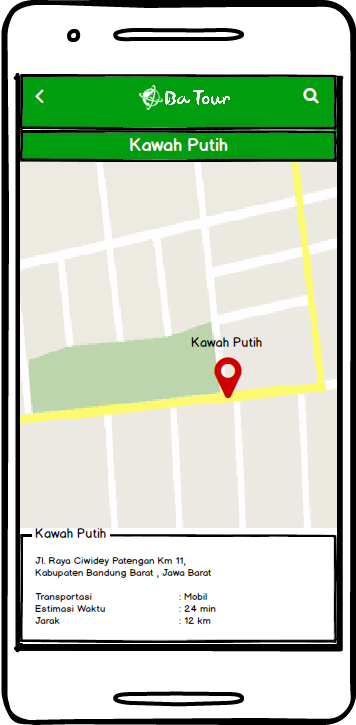 Ba Tour
Kawah Putih
Kawah Putih
Kawah Putih
Jl. Raya Ciwidey Patengan Km 11,
Kabupaten Bandung Barat , Jawa Barat
Transportasi : Mobil
Estimasi Waktu : 24 min
Jarak : 12 km